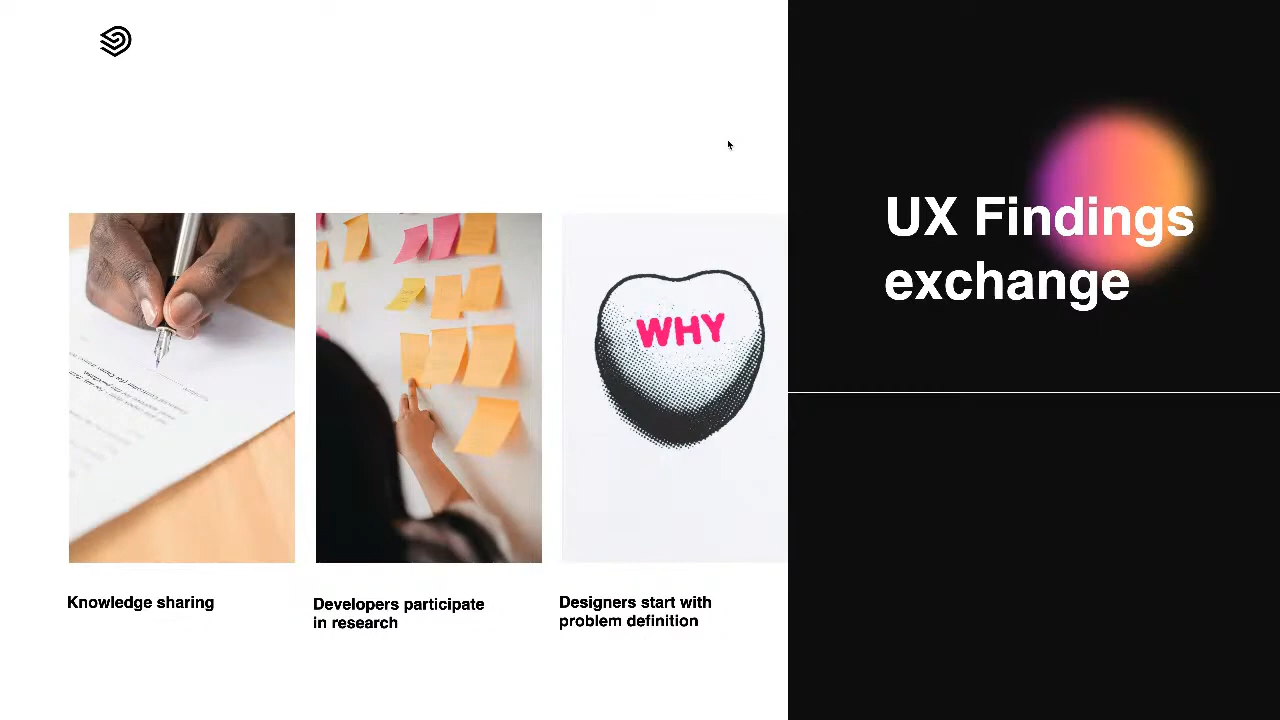 UX Findings
exchange
WHY
Knowledge sharing
Developers participate
in research
Designers start with
problem definition